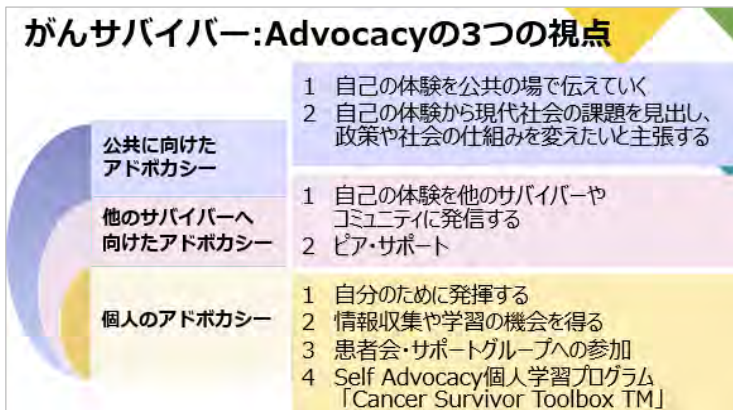 がんサバイバー:Advocacyの3つの視点
公共に向けた
アドボカシー
1 自己の体験を公共の場で伝えていく
2 自己の体験から現代社会の課題を見出し、
政策や社会の仕組みを変えたいと主張する
他のサバイバーへ
向けたアドボカシー
1 自己の体験を他のサバイバーや
コミュニティに発信する
2 ピア・サポート
個人のアドボカシー
1 自分のために発揮する
2 情報収集や学習の機会を得る
3 患者会・サポートグループへの参加
4 Self Advocacy個人学習プログラム
「Cancer Survivor Toolbox TM」